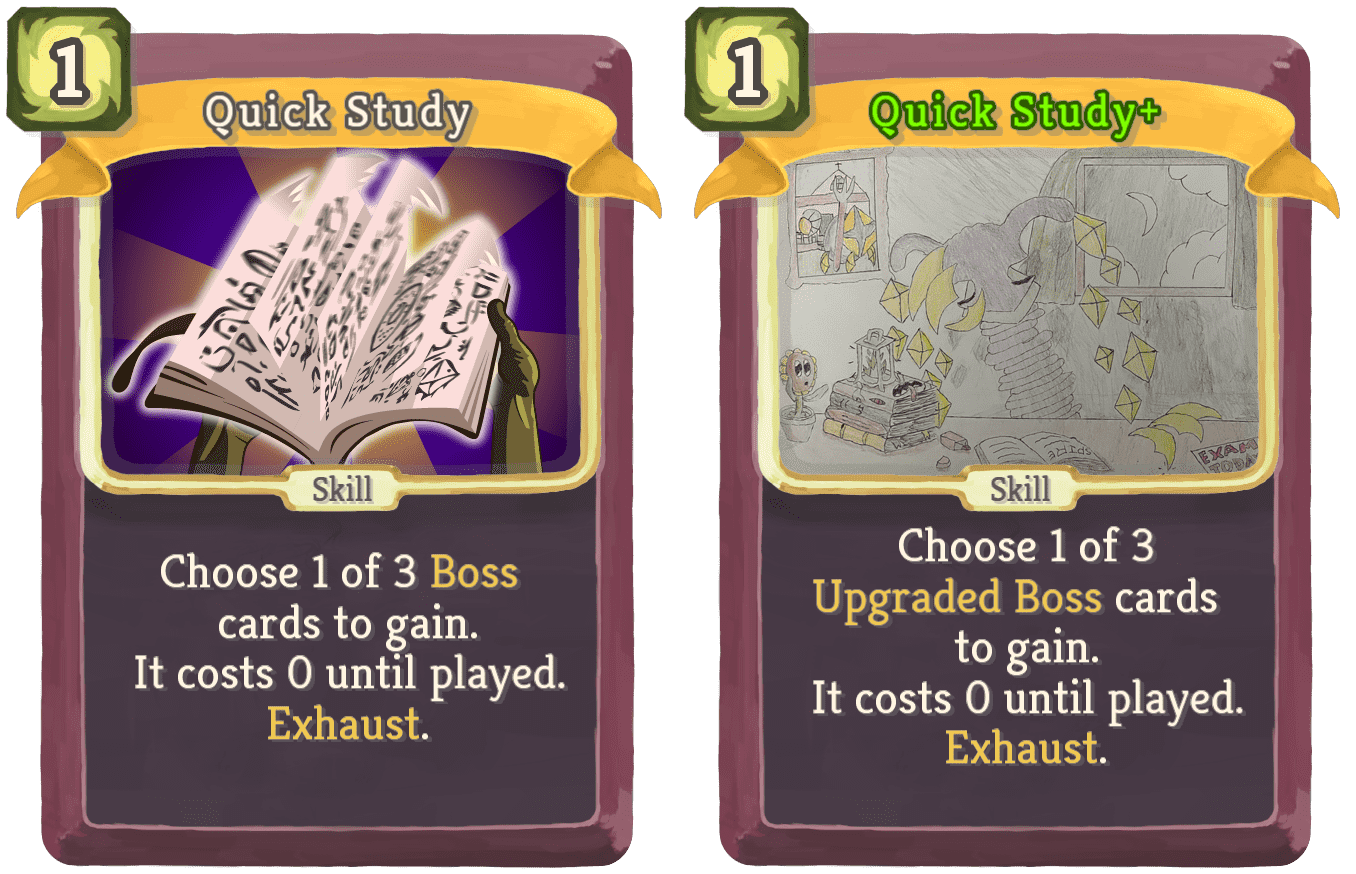 1
Quick Study
Skill
Choose 1 of 3 Boss
cards to gain.
It costs 0 until played.
Exhaust.
1
Quick Study+
EXAM
Skill
Choose 1 of 3
Upgraded Boss cards
to gain.
It costs 0 until played.
Exhaust.